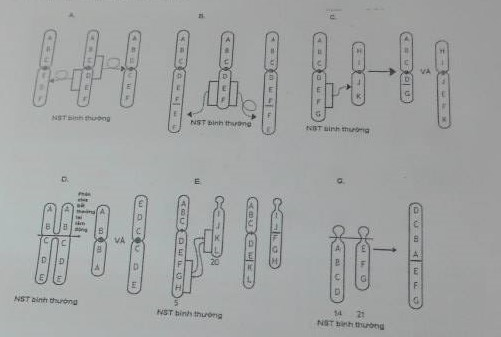 A.
B.
C.
NST bình thường
NST bình thường
NST bình thường
VÀ
D.
E.
G.
Phân chia bất thường tại tâm động
VÀ
NST bình thường
5
20
NST bình thường
14 21
NST bình thường
A B C D E F
A B C D E F
A B C D E F
H I J K
A B C D G
H I J E F K
A B C D E
A B C D E
A B B A
E D C C D E
A B C D E F G H
I J K L
A B C D E K L
I J F G H
A B C D
E F G
D C B A E F G